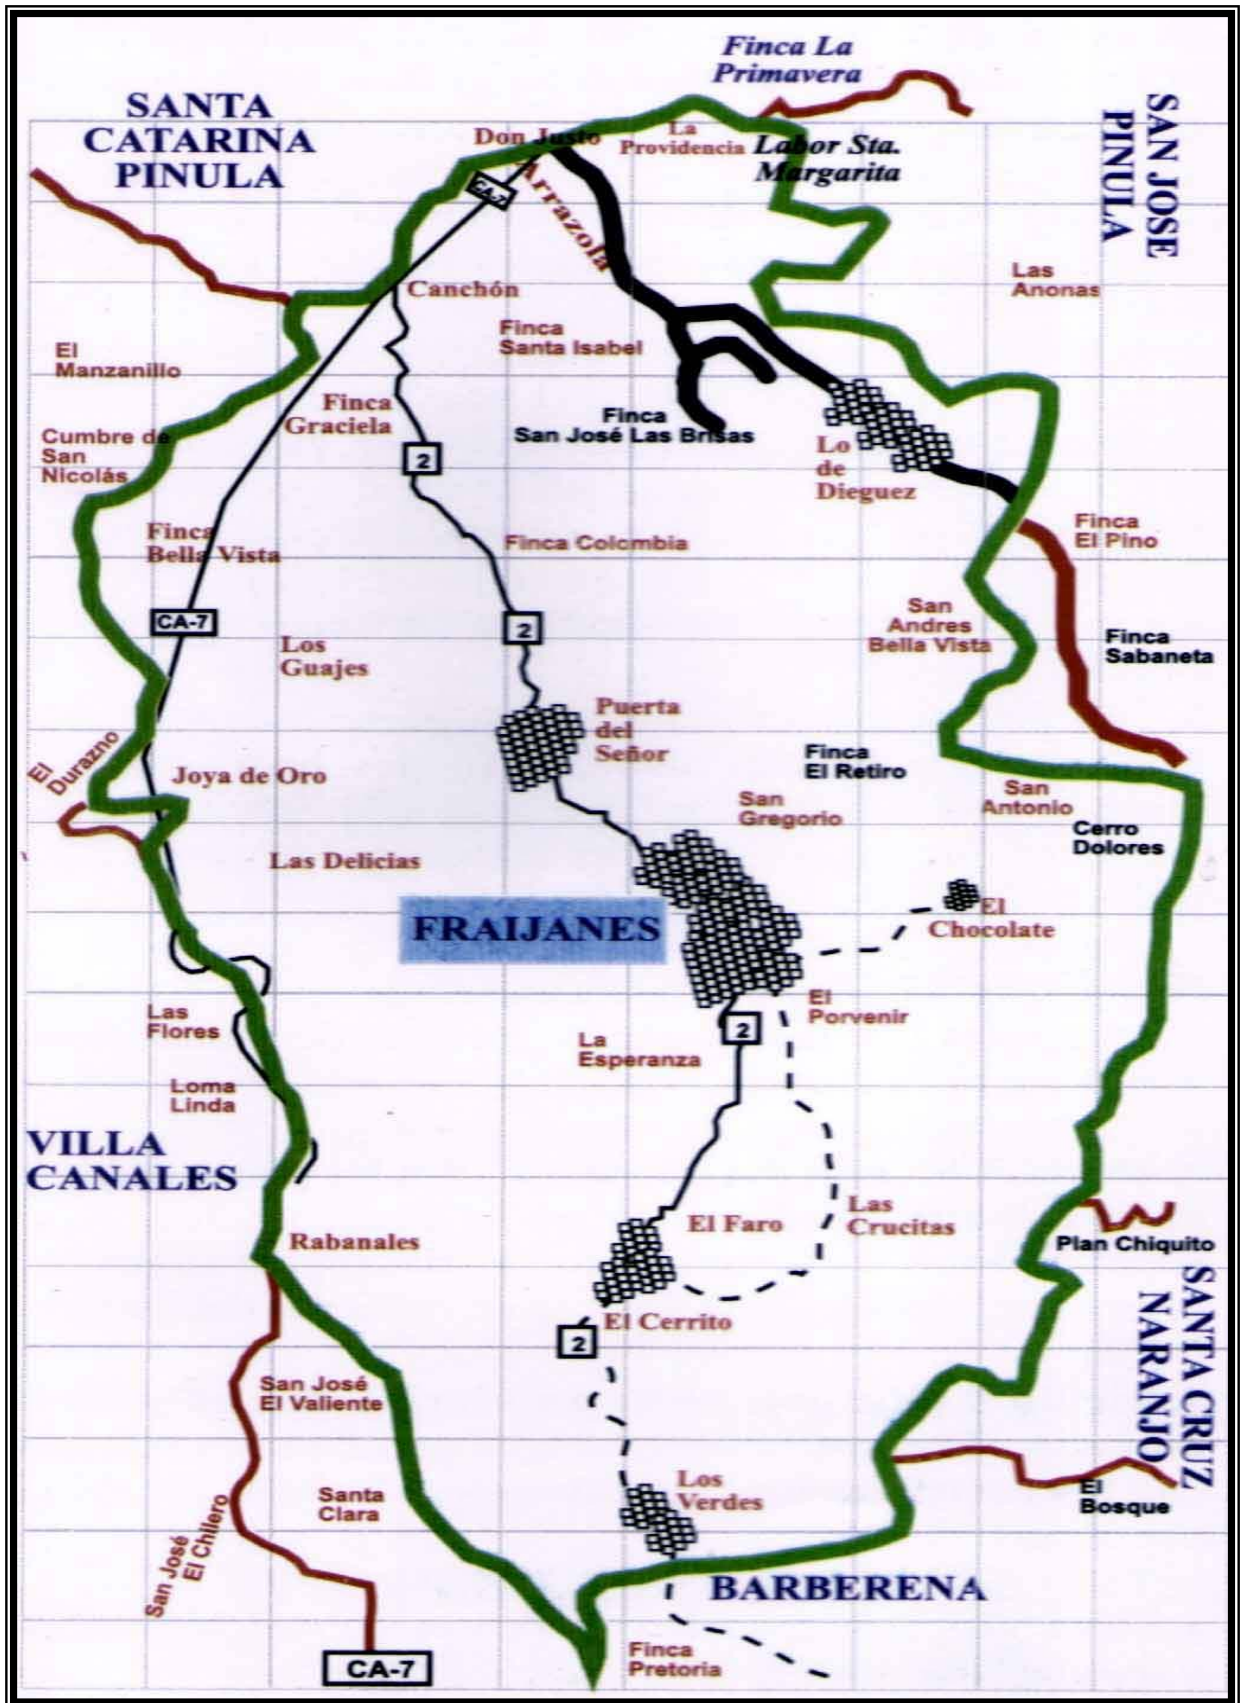 Finca La
Primavera
SANTA
CATARINA
PINULA
SAN JOSE
PINULA
Don Justo
La
Providencia
Labor Sta.
Margarita
CA-7
Arrazola
Las
Anonas
Canchón
Finca
Santa Isabel
El
Manzanillo
Finca
Graciela
Finca
San José Las Brisas
Cumbre de
San
Nicolás
2
Lo
de
Dieguez
Finca
Bella Vista
Finca Colombia
Finca
El Pino
CA-7
2
San
Andres
Bella Vista
Finca
Sabaneta
Los
Guajes
Puerta
del
Señor
El
Durazno
Joya de Oro
Finca
El Retiro
San
Gregorio
San
Antonio
Cerro
Dolores
Las Delicias
FRAIJANES
El
Chocolate
Las
Flores
El
Porvenir
2
La
Esperanza
Loma
Linda
VILLA
CANALES
Rabanales
El Faro
Las
Crucitas
Plan Chiquito
SANTA CRUZ
NARANJO
El Cerrito
2
San José
El Valiente
Santa
Clara
Los
Verdes
El
Bosque
San José
El Chilero
BARBERENA
Finca
Pretoria
CA-7